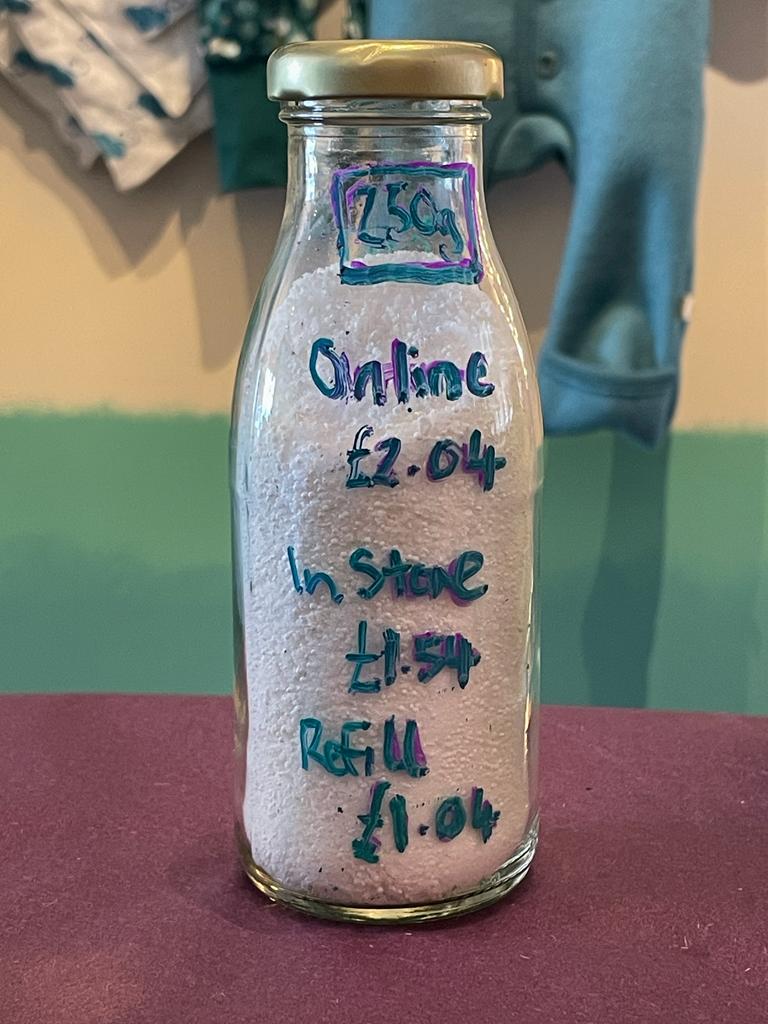 250g
Online
£2.04
In Store
£1.54
Refill
£1.04